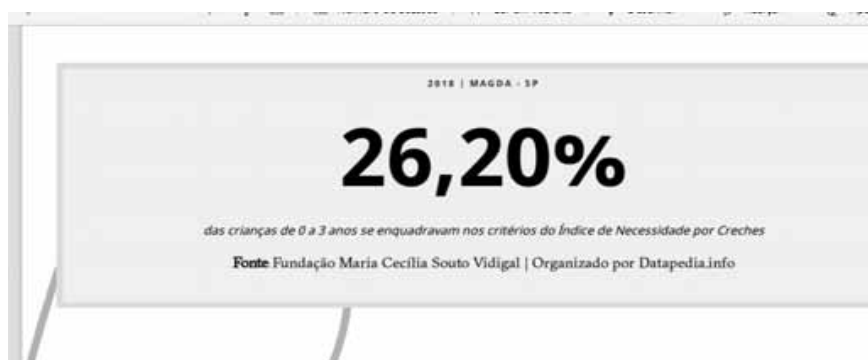 2018 | MAGDA - SP
26,20%
das crianças de 0 a 3 anos se enquadravam nos critérios do Índice de Necessidade por Creches
Fonte Fundação Maria Cecília Souto Vidigal | Organizado por Datapedia.info